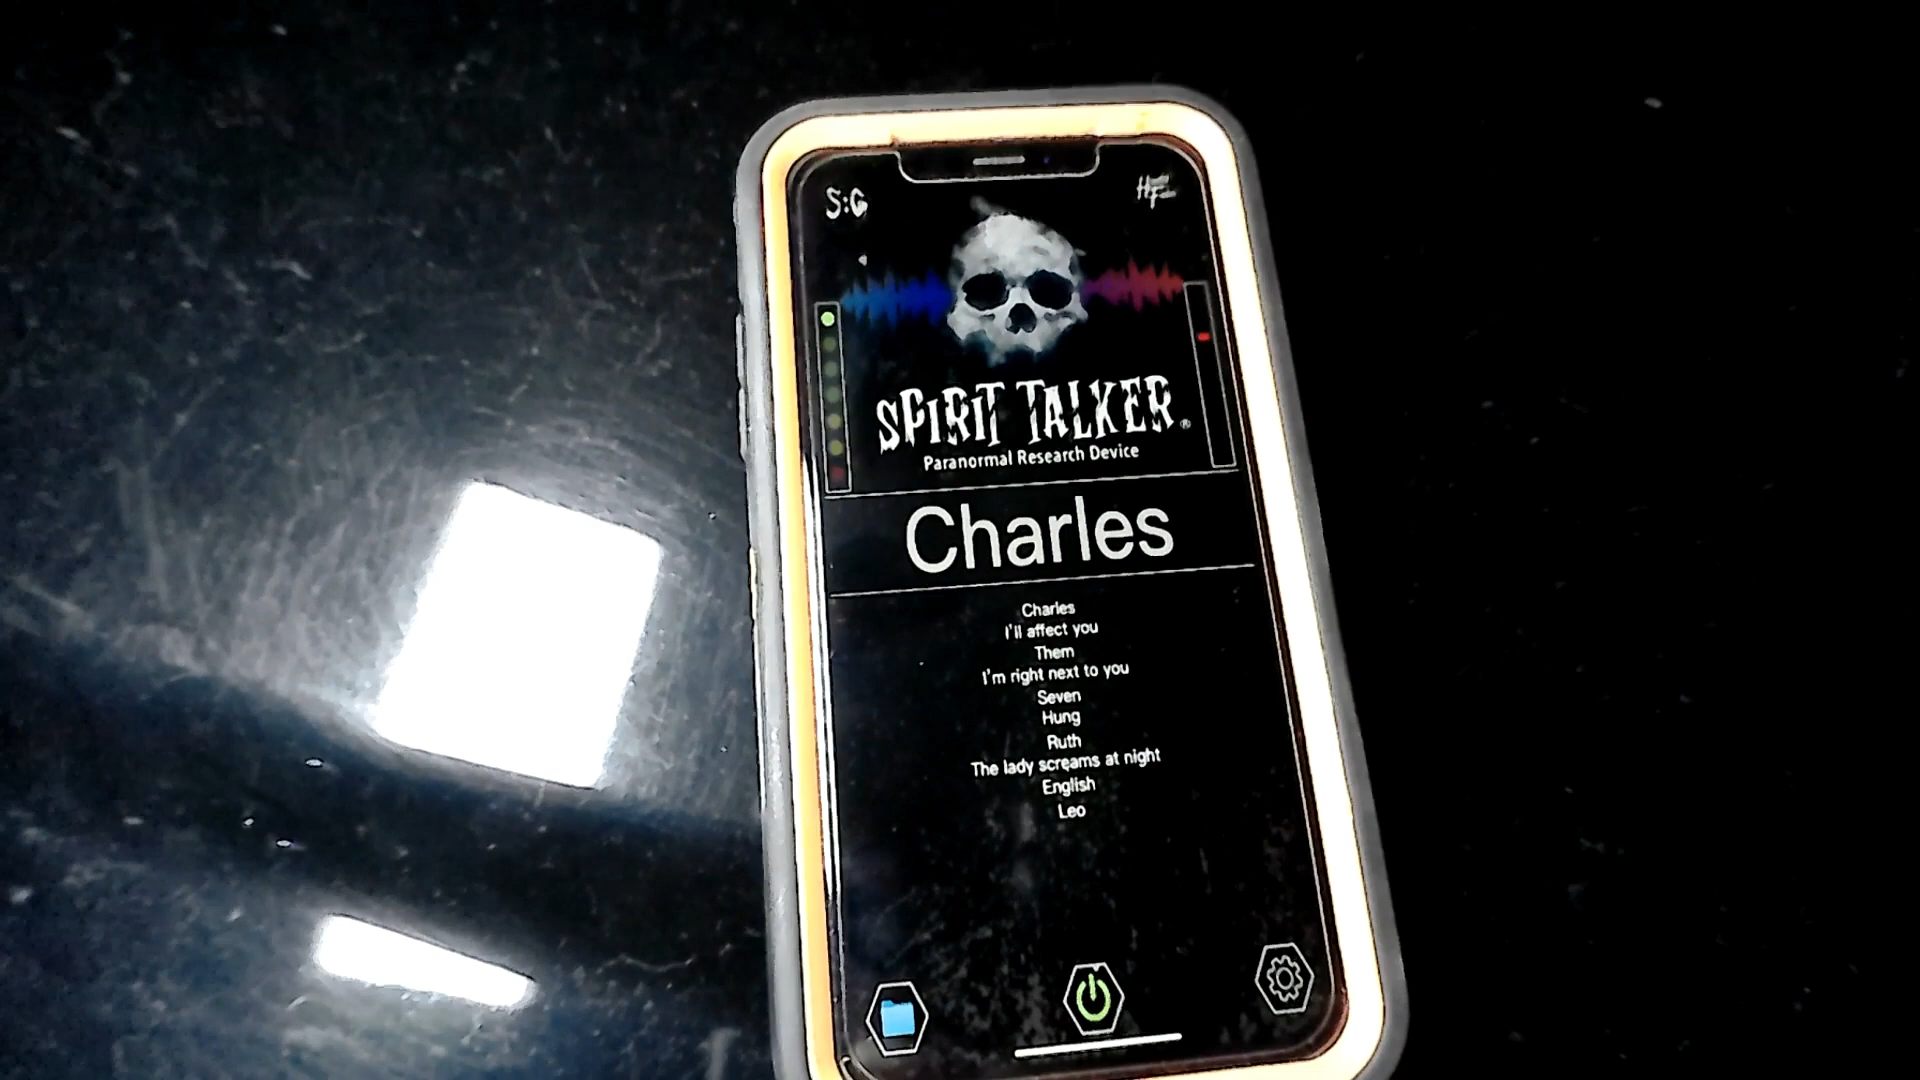 SPIRIT TALKER®
Paranormal Research Device
Charles
Charles
I'll affect you
Them
I'm right next to you
Seven
Hung
Ruth
The lady screams at night
English
Leo